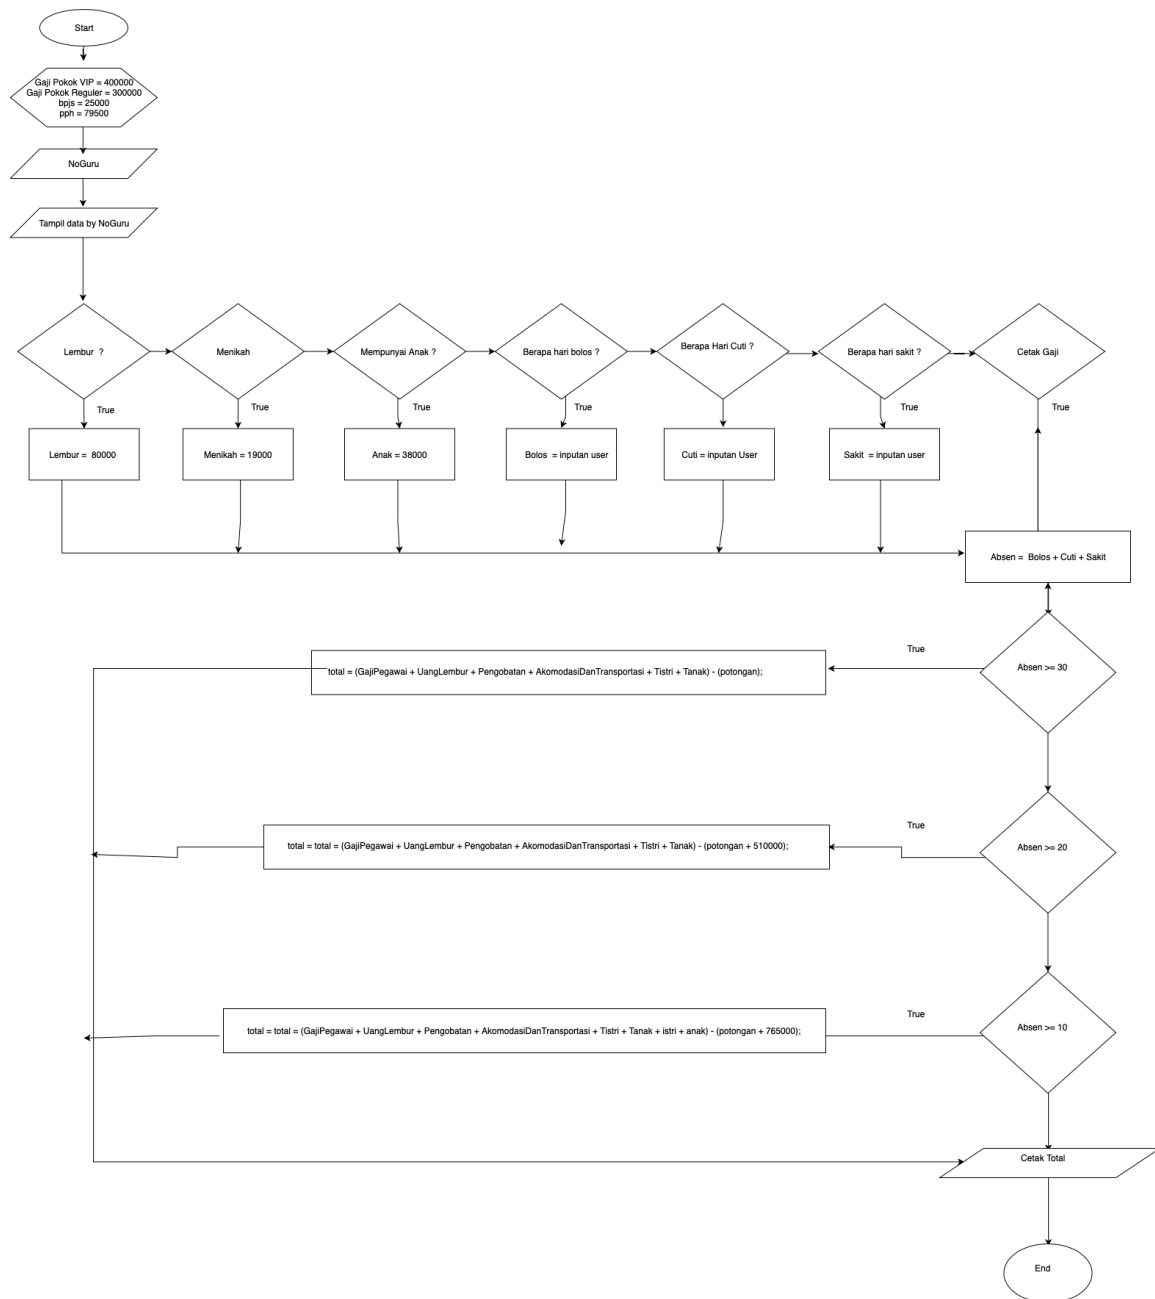 Start
Gaji Pokok VIP = 400000
Gaji Pokok Reguler = 300000
bpjs = 25000
pph = 79500
NoGuru
Tampil data by NoGuru
Lembur ?
Menikah
Mempunyai Anak ?
Berapa hari bolos ?
Berapa Hari Cuti ?
Berapa hari sakit ?
Cetak Gaji
True
True
True
True
True
True
Lembur = 80000
Menikah = 19000
Anak = 38000
Bolos = inputan user
Cuti = inputan User
Sakit = inputan user
Absen = Bolos + Cuti + Sakit
True
Absen >= 30
total = (GajiPegawai + UangLembur + Pengobatan + AkomodasiDanTransportasi + Tistri + Tanak) - (potongan);
True
Absen >= 20
total = total = (GajiPegawai + UangLembur + Pengobatan + AkomodasiDanTransportasi + Tistri + Tanak) - (potongan + 510000);
True
Absen >= 10
total = total = (GajiPegawai + UangLembur + Pengobatan + AkomodasiDanTransportasi + Tistri + Tanak + istri + anak) - (potongan + 765000);
Cetak Total
End